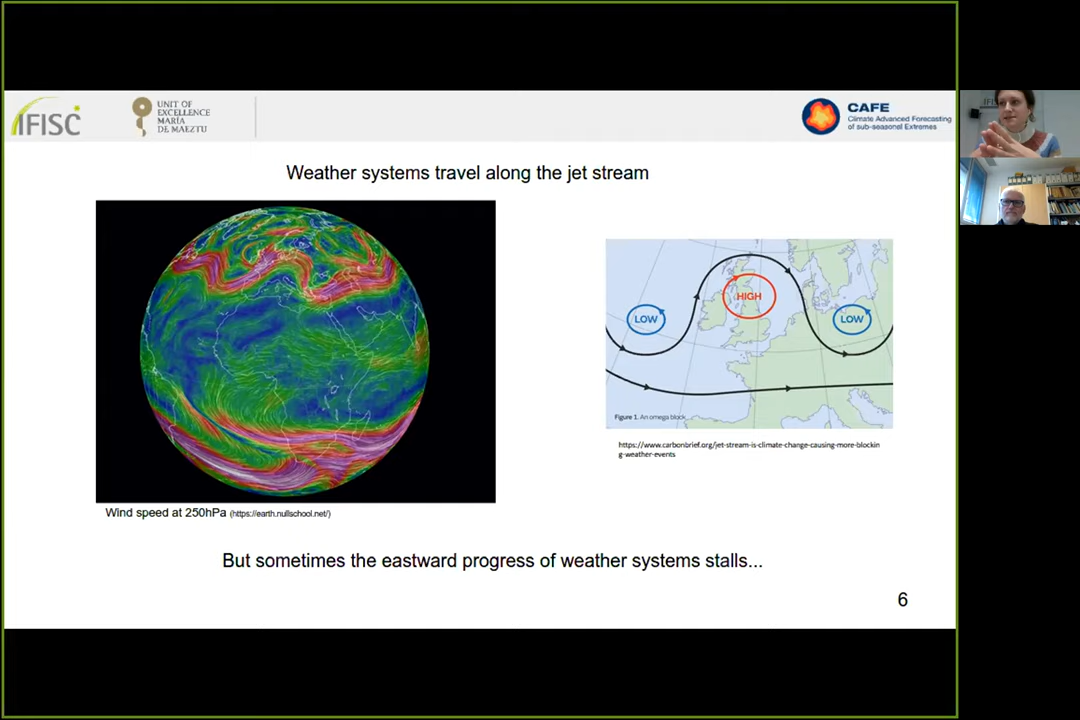 IFISC
UNIT OF
EXCELLENCE
MARÍA
DE MAEZTU
CAFE
Climate Advanced Forecasting
of sub-seasonal Extremes
Weather systems travel along the jet stream
HIGH
LOW
LOW
Figure 1. An omega block
https://www.carbonbrief.org/jet-stream-is-climate-change-causing-more-blockin
g-weather-events
Wind speed at 250hPa (https://earth.nullschool.net/)
But sometimes the eastward progress of weather systems stalls...
6